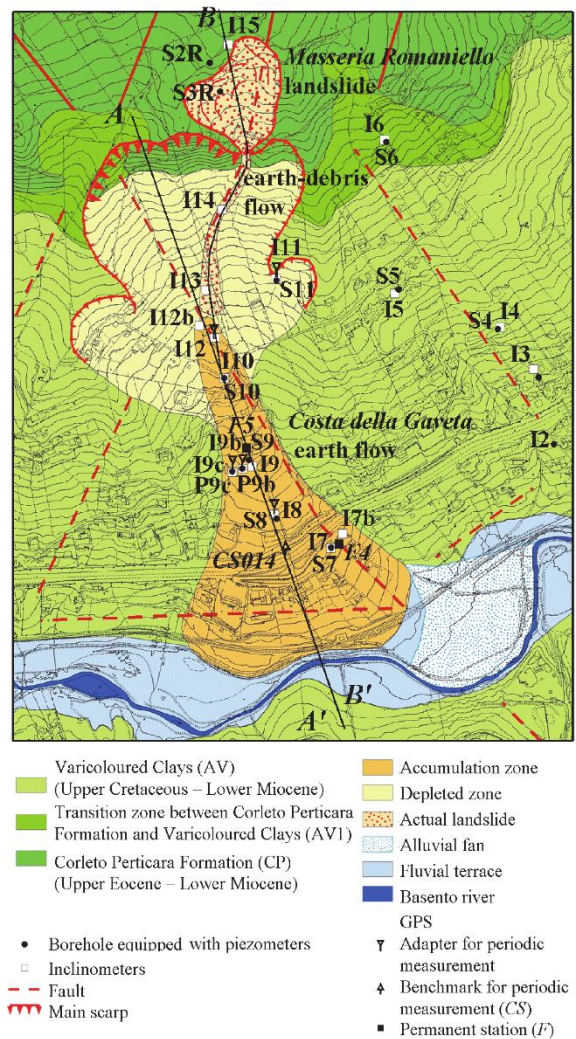 B
I15
S2R
Masseria Romaniello
landslide
S3R
A
I6
S6
earth-debris
flow
I14
I11
I13
S11
S5
I5
I12b
I12
S4
I4
I3
I10
S10
Costa della Gaveta
earth flow
I9b
S9
I2
I9c
I9
P9c
P9b
I8
S8
I7b
CS014
I7
F4
S7
B'
A'
Varicoloured Clays (AV)
(Upper Cretaceous – Lower Miocene)
Transition zone between Corleto Perticara
Formation and Varicoloured Clays (AV1)
Corleto Perticara Formation (CP)
(Upper Eocene – Lower Miocene)
Borehole equipped with piezometers
Inclinometers
Fault
Main scarp
Accumulation zone
Depleted zone
Actual landslide
Alluvial fan
Fluvial terrace
Basento river
GPS
Adapter for periodic
measurement
Benchmark for periodic
measurement (CS)
Permanent station (F)